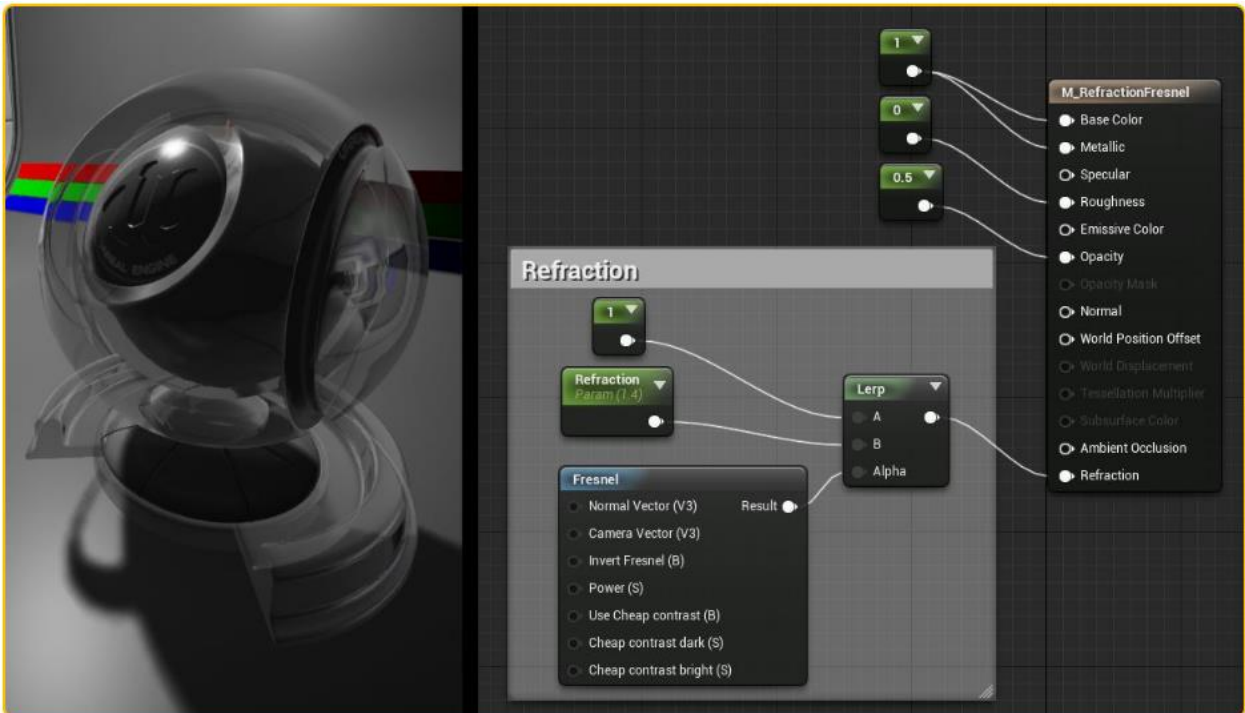 UNREAL ENGINE
1
0
0.5
M_RefractionFresnel
Base Color
Metallic
Specular
Roughness
Emissive Color
Opacity
Opacity Mask
Normal
World Position Offset
World Displacement
Tessellation Multiplier
Subsurface Color
Ambient Occlusion
Refraction
Refraction
1
Refraction
Param (1.4)
Lerp
A
B
Alpha
Fresnel
Normal Vector (V3) Result
Camera Vector (V3)
Invert Fresnel (B)
Power (S)
Use Cheap contrast (B)
Cheap contrast dark (S)
Cheap contrast bright (S)